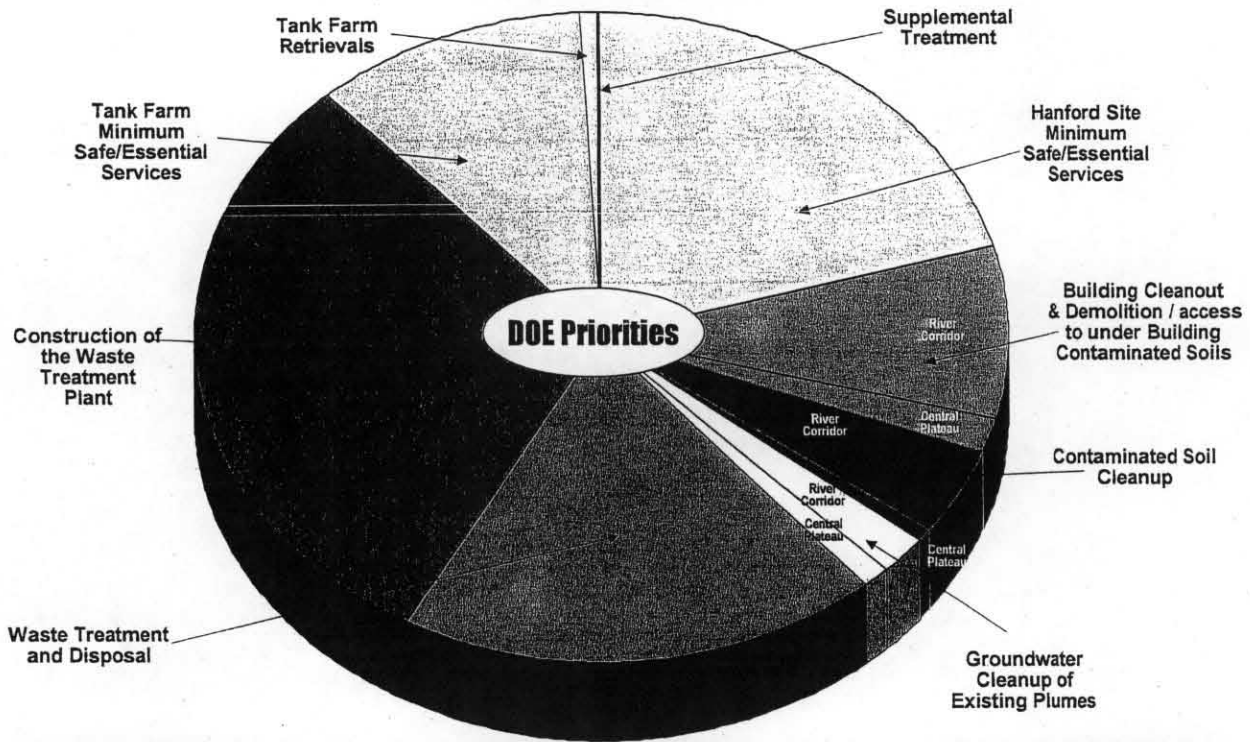 Tank Farm
Retrievals
Supplemental
Treatment
Tank Farm
Minimum
Safe/Essential
Services
Hanford Site
Minimum
Safe/Essential
Services
DOE Priorities
Building Cleanout
& Demolition / access
to under Building
Contaminated Soils
River
Corridor
Central
Plateau
Construction of
the Waste
Treatment
Plant
River
Corridor
Central
Plateau
Contaminated Soil
Cleanup
River
Corridor
Central
Plateau
Waste Treatment
and Disposal
Groundwater
Cleanup of
Existing Plumes